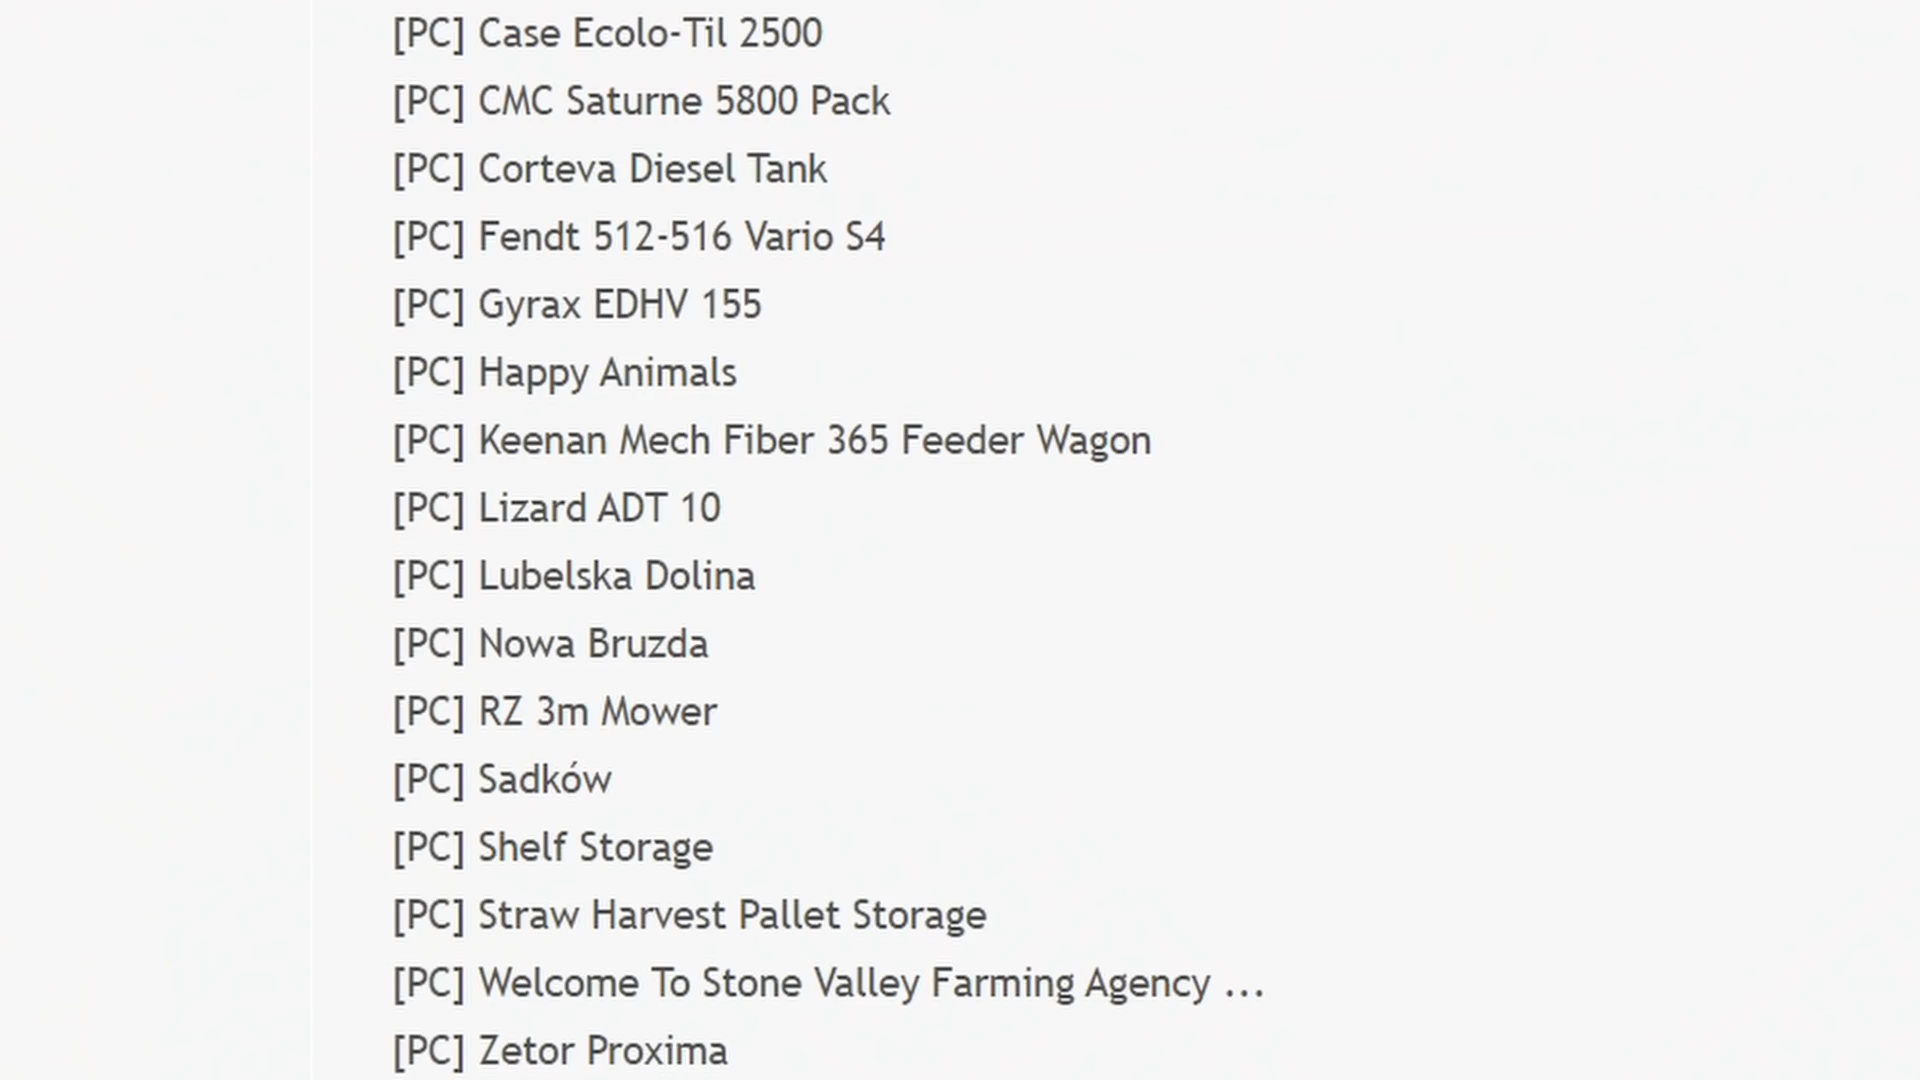 [PC] Case Ecolo-Til 2500
[PC] CMC Saturne 5800 Pack
[PC] Corteva Diesel Tank
[PC] Fendt 512-516 Vario S4
[PC] Gyrax EDHV 155
[PC] Happy Animals
[PC] Keenan Mech Fiber 365 Feeder Wagon
[PC] Lizard ADT 10
[PC] Lubelska Dolina
[PC] Nowa Bruzda
[PC] RZ 3m Mower
[PC] Sadków
[PC] Shelf Storage
[PC] Straw Harvest Pallet Storage
[PC] Welcome To Stone Valley Farming Agency ...
[PC] Zetor Proxima